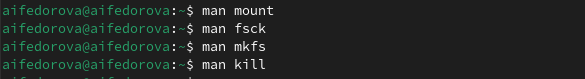 aifedorova@aifedorova:~$ man mount
aifedorova@aifedorova:~$ man fsck
aifedorova@aifedorova:~$ man mkfs
aifedorova@aifedorova:~$ man kill